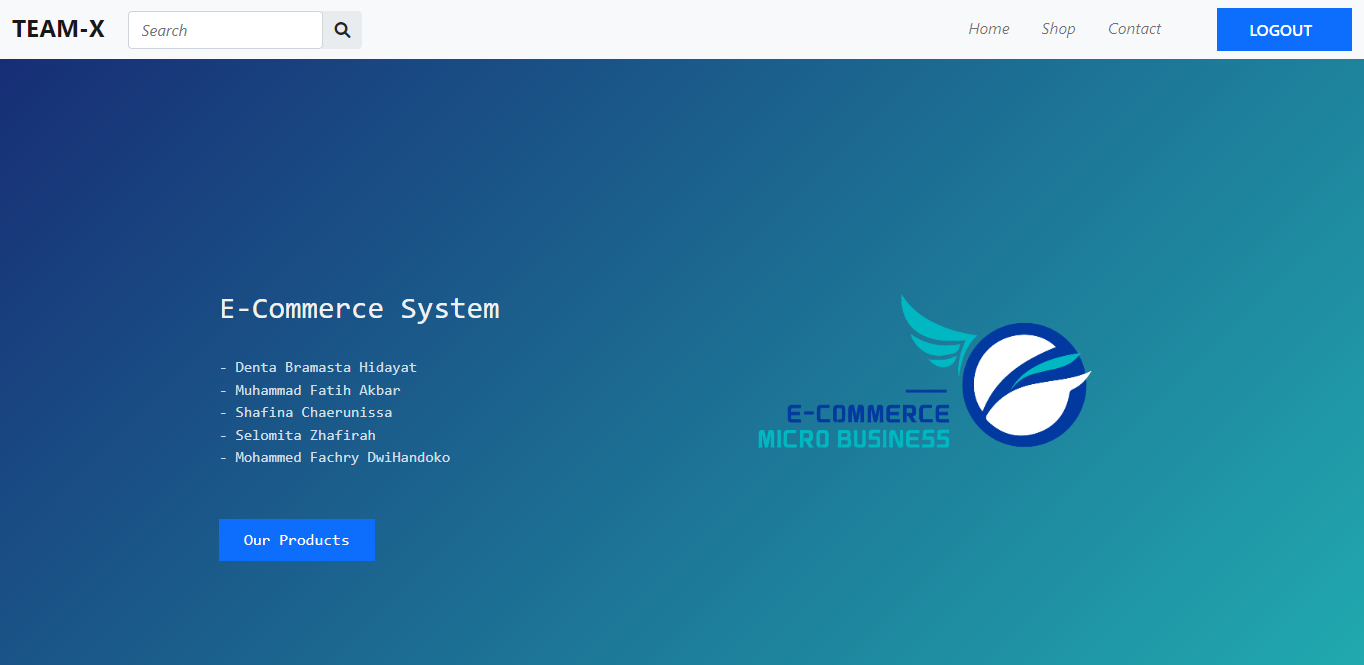 TEAM-X
Search
Home
Shop
Contact
LOGOUT
E-Commerce System
- Denta Bramasta Hidayat
- Muhammad Fatih Akbar
- Shafina Chaerunissa
- Selomita Zhafirah
- Mohammed Fachry DwiHandoko
Our Products
E-COMMERCE
MICRO BUSINESS